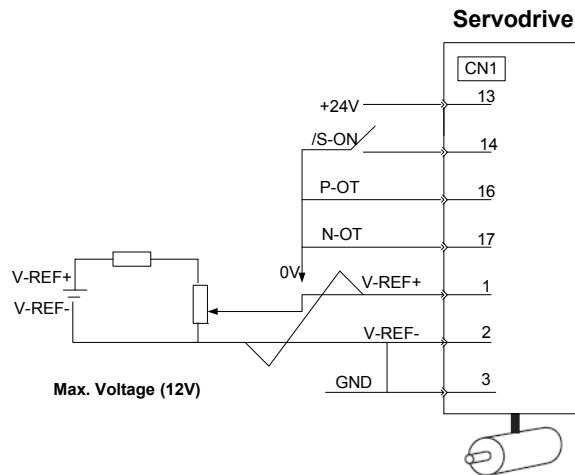 Servodrive
CN1
+24V 13
/S-ON 14
P-OT 16
N-OT 17
0V
V-REF+ 1
V-REF+
V-REF-
V-REF- 2
GND 3
Max. Voltage (12V)